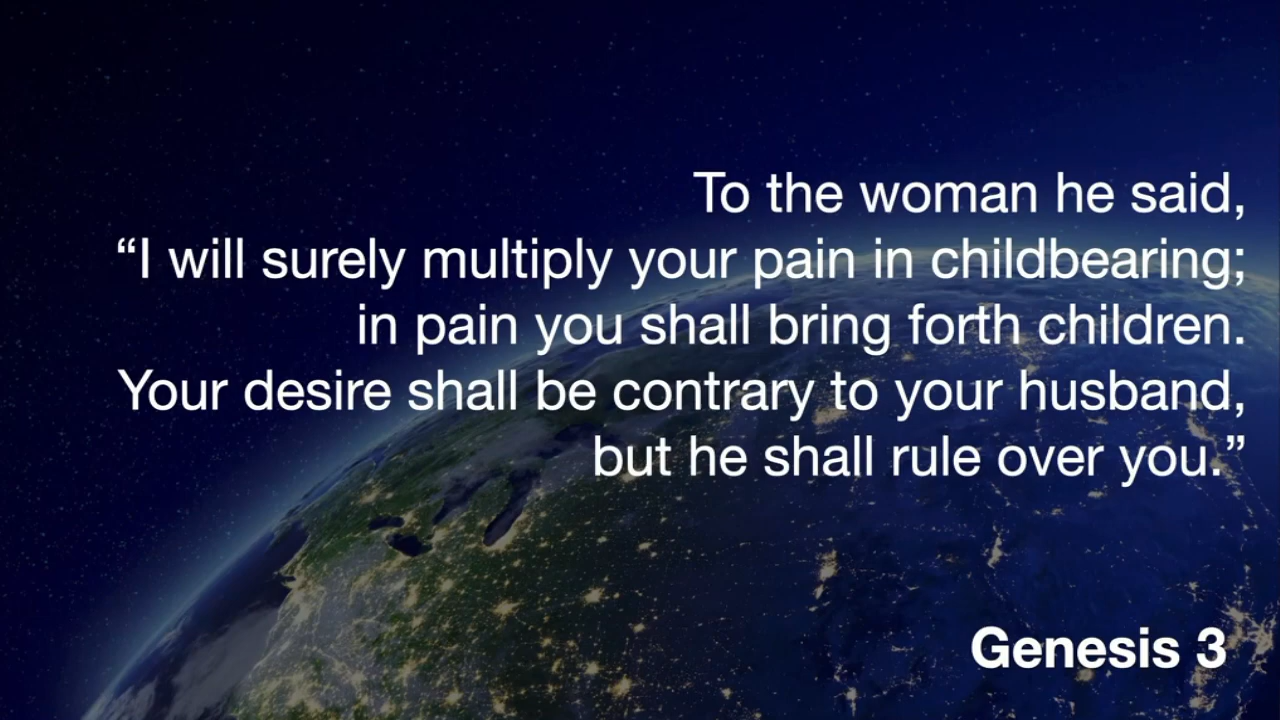 To the woman he said,
“I will surely multiply your pain in childbearing;
in pain you shall bring forth children.
Your desire shall be contrary to your husband,
but he shall rule over you.”
Genesis 3